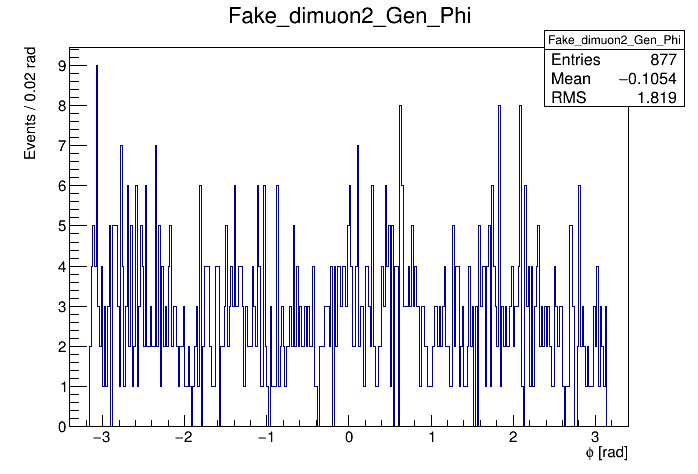 Fake_dimuon2_Gen_Phi
Fake_dimuon2_Gen_Phi
Entries 877
Mean −0.1054
RMS 1.819
Events / 0.02 rad
9
8
7
6
5
4
3
2
1
0
−3 −2 −1 0 1 2 3
ϕ [rad]